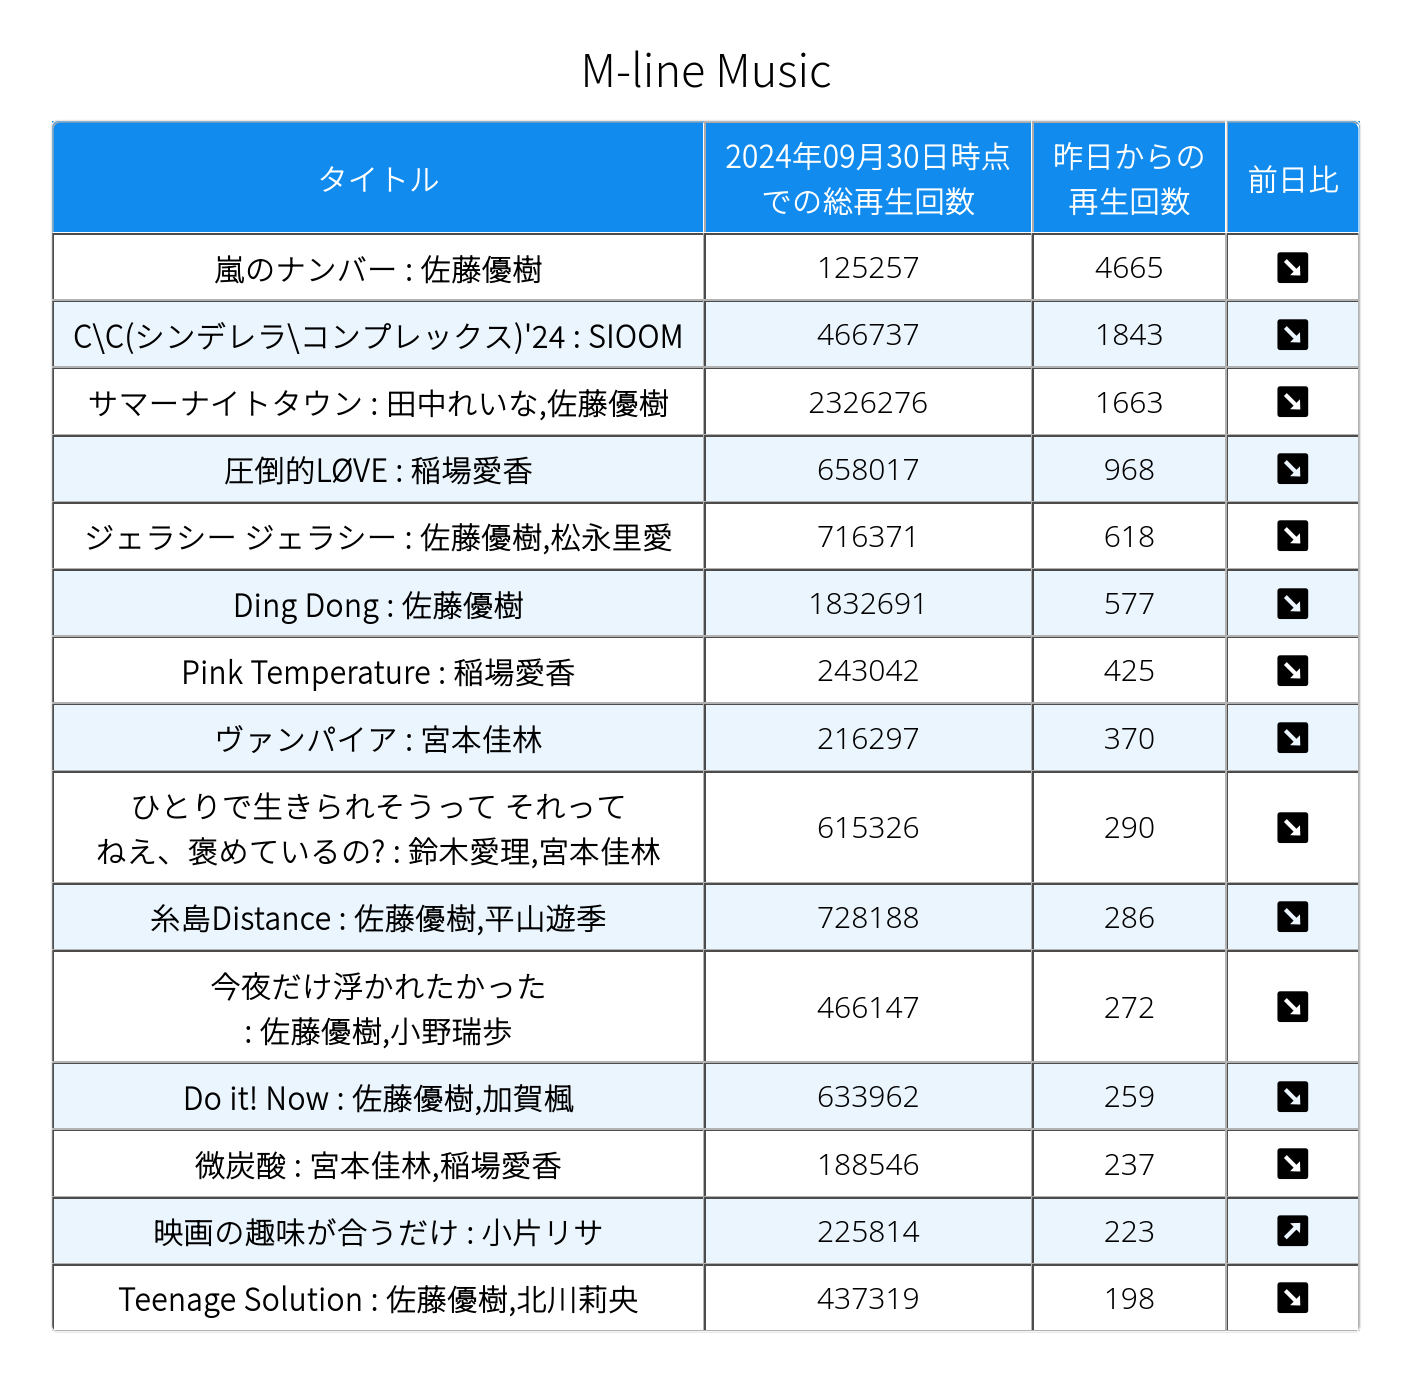 M-line Music
タイトル 2024年09月30日時点 昨日からの 前日比
での総再生回数 再生回数
嵐のナンバー : 佐藤優樹 125257 4665 ↘
C\C(シンデレラ\コンプレックス)'24 : SIOOM 466737 1843 ↘
サマーナイトタウン : 田中れいな,佐藤優樹 2326276 1663 ↘
圧倒的LØVE : 稲場愛香 658017 968 ↘
ジェラシー ジェラシー : 佐藤優樹,松永里愛 716371 618 ↘
Ding Dong : 佐藤優樹 1832691 577 ↘
Pink Temperature : 稲場愛香 243042 425 ↘
ヴァンパイア : 宮本佳林 216297 370 ↘
ひとりで生きられそうって それって
ねえ、褒めているの? : 鈴木愛理,宮本佳林 615326 290 ↘
糸島Distance : 佐藤優樹,平山遊季 728188 286 ↘
今夜だけ浮かれたかった
: 佐藤優樹,小野瑞歩 466147 272 ↘
Do it! Now : 佐藤優樹,加賀楓 633962 259 ↘
微炭酸 : 宮本佳林,稲場愛香 188546 237 ↘
映画の趣味が合うだけ : 小片リサ 225814 223 ↗
Teenage Solution : 佐藤優樹,北川莉央 437319 198 ↘